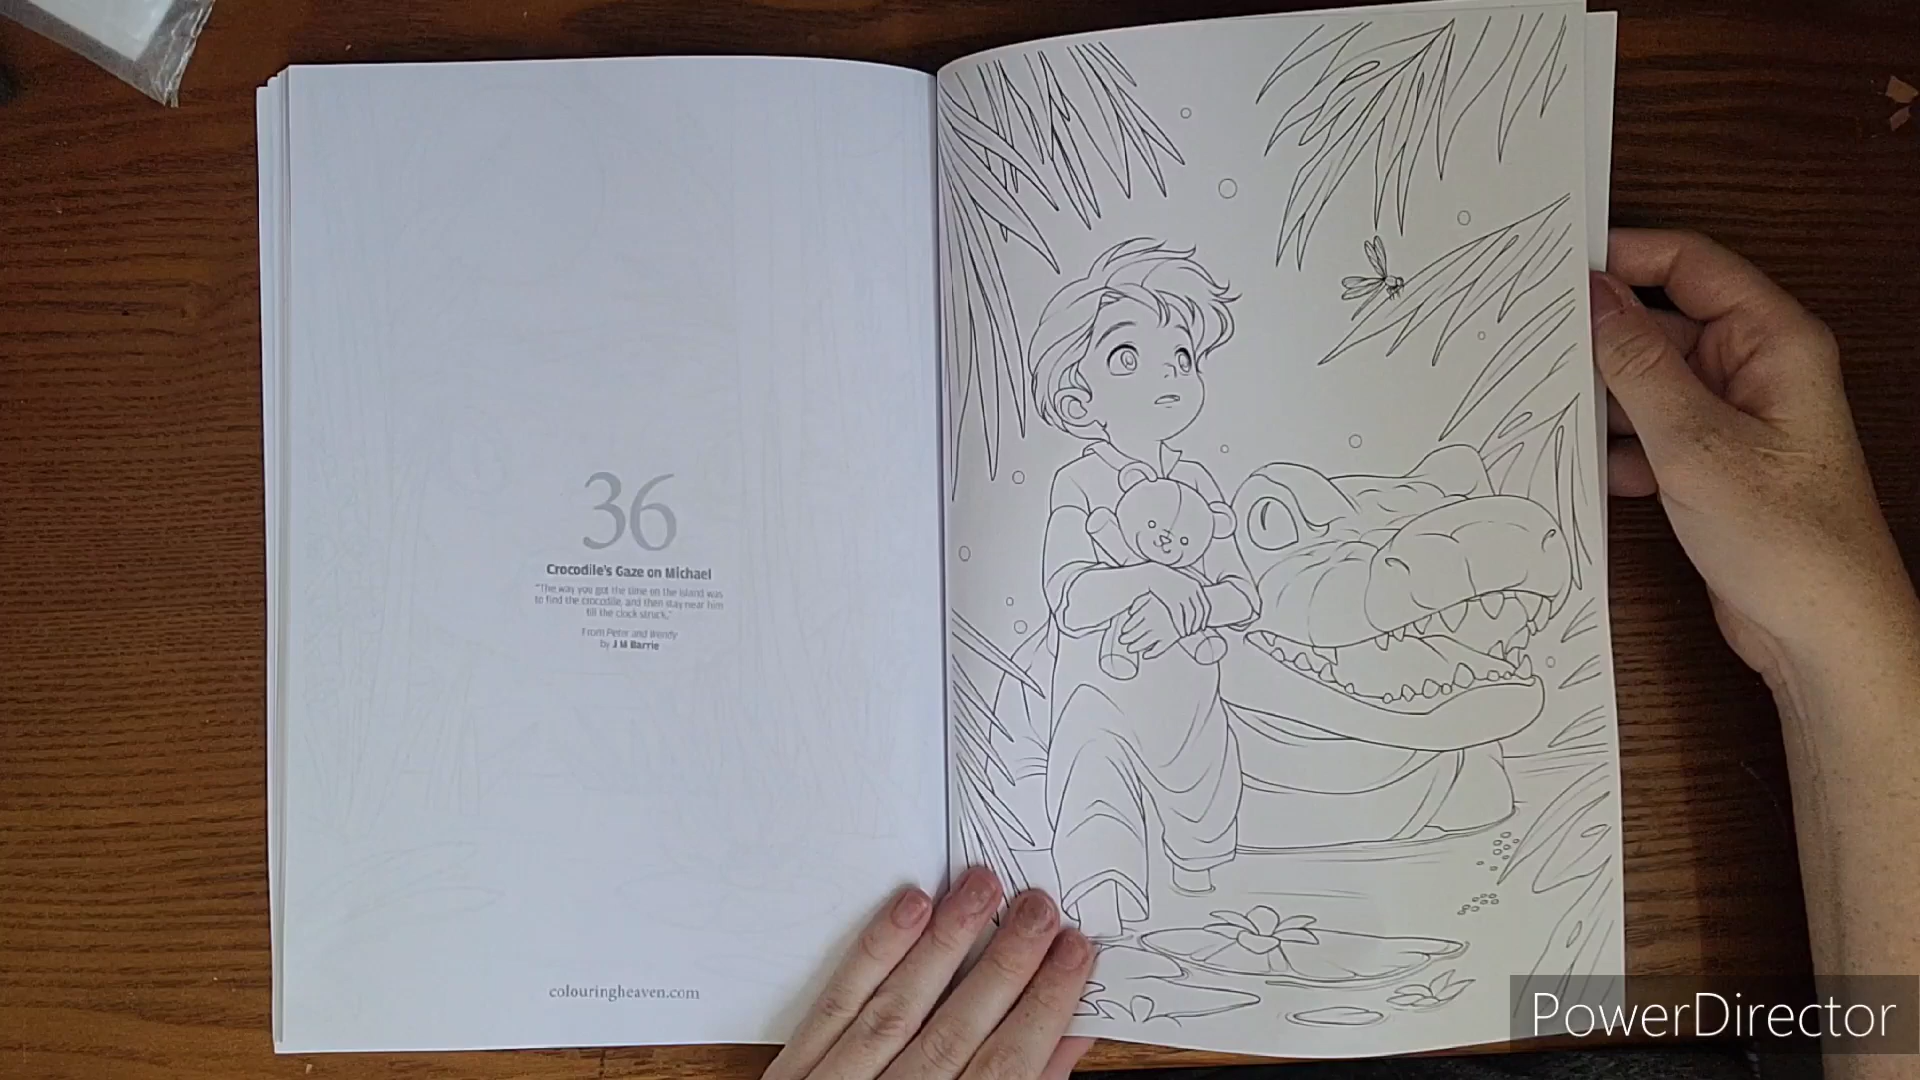 36
Crocodile's Gaze on Michael
"The way you got the time on the island was
to find the crocodile, and then stay near him
till the clock struck."
From Peter and Wendy
by J M Barrie
colouringheaven.com
PowerDirector